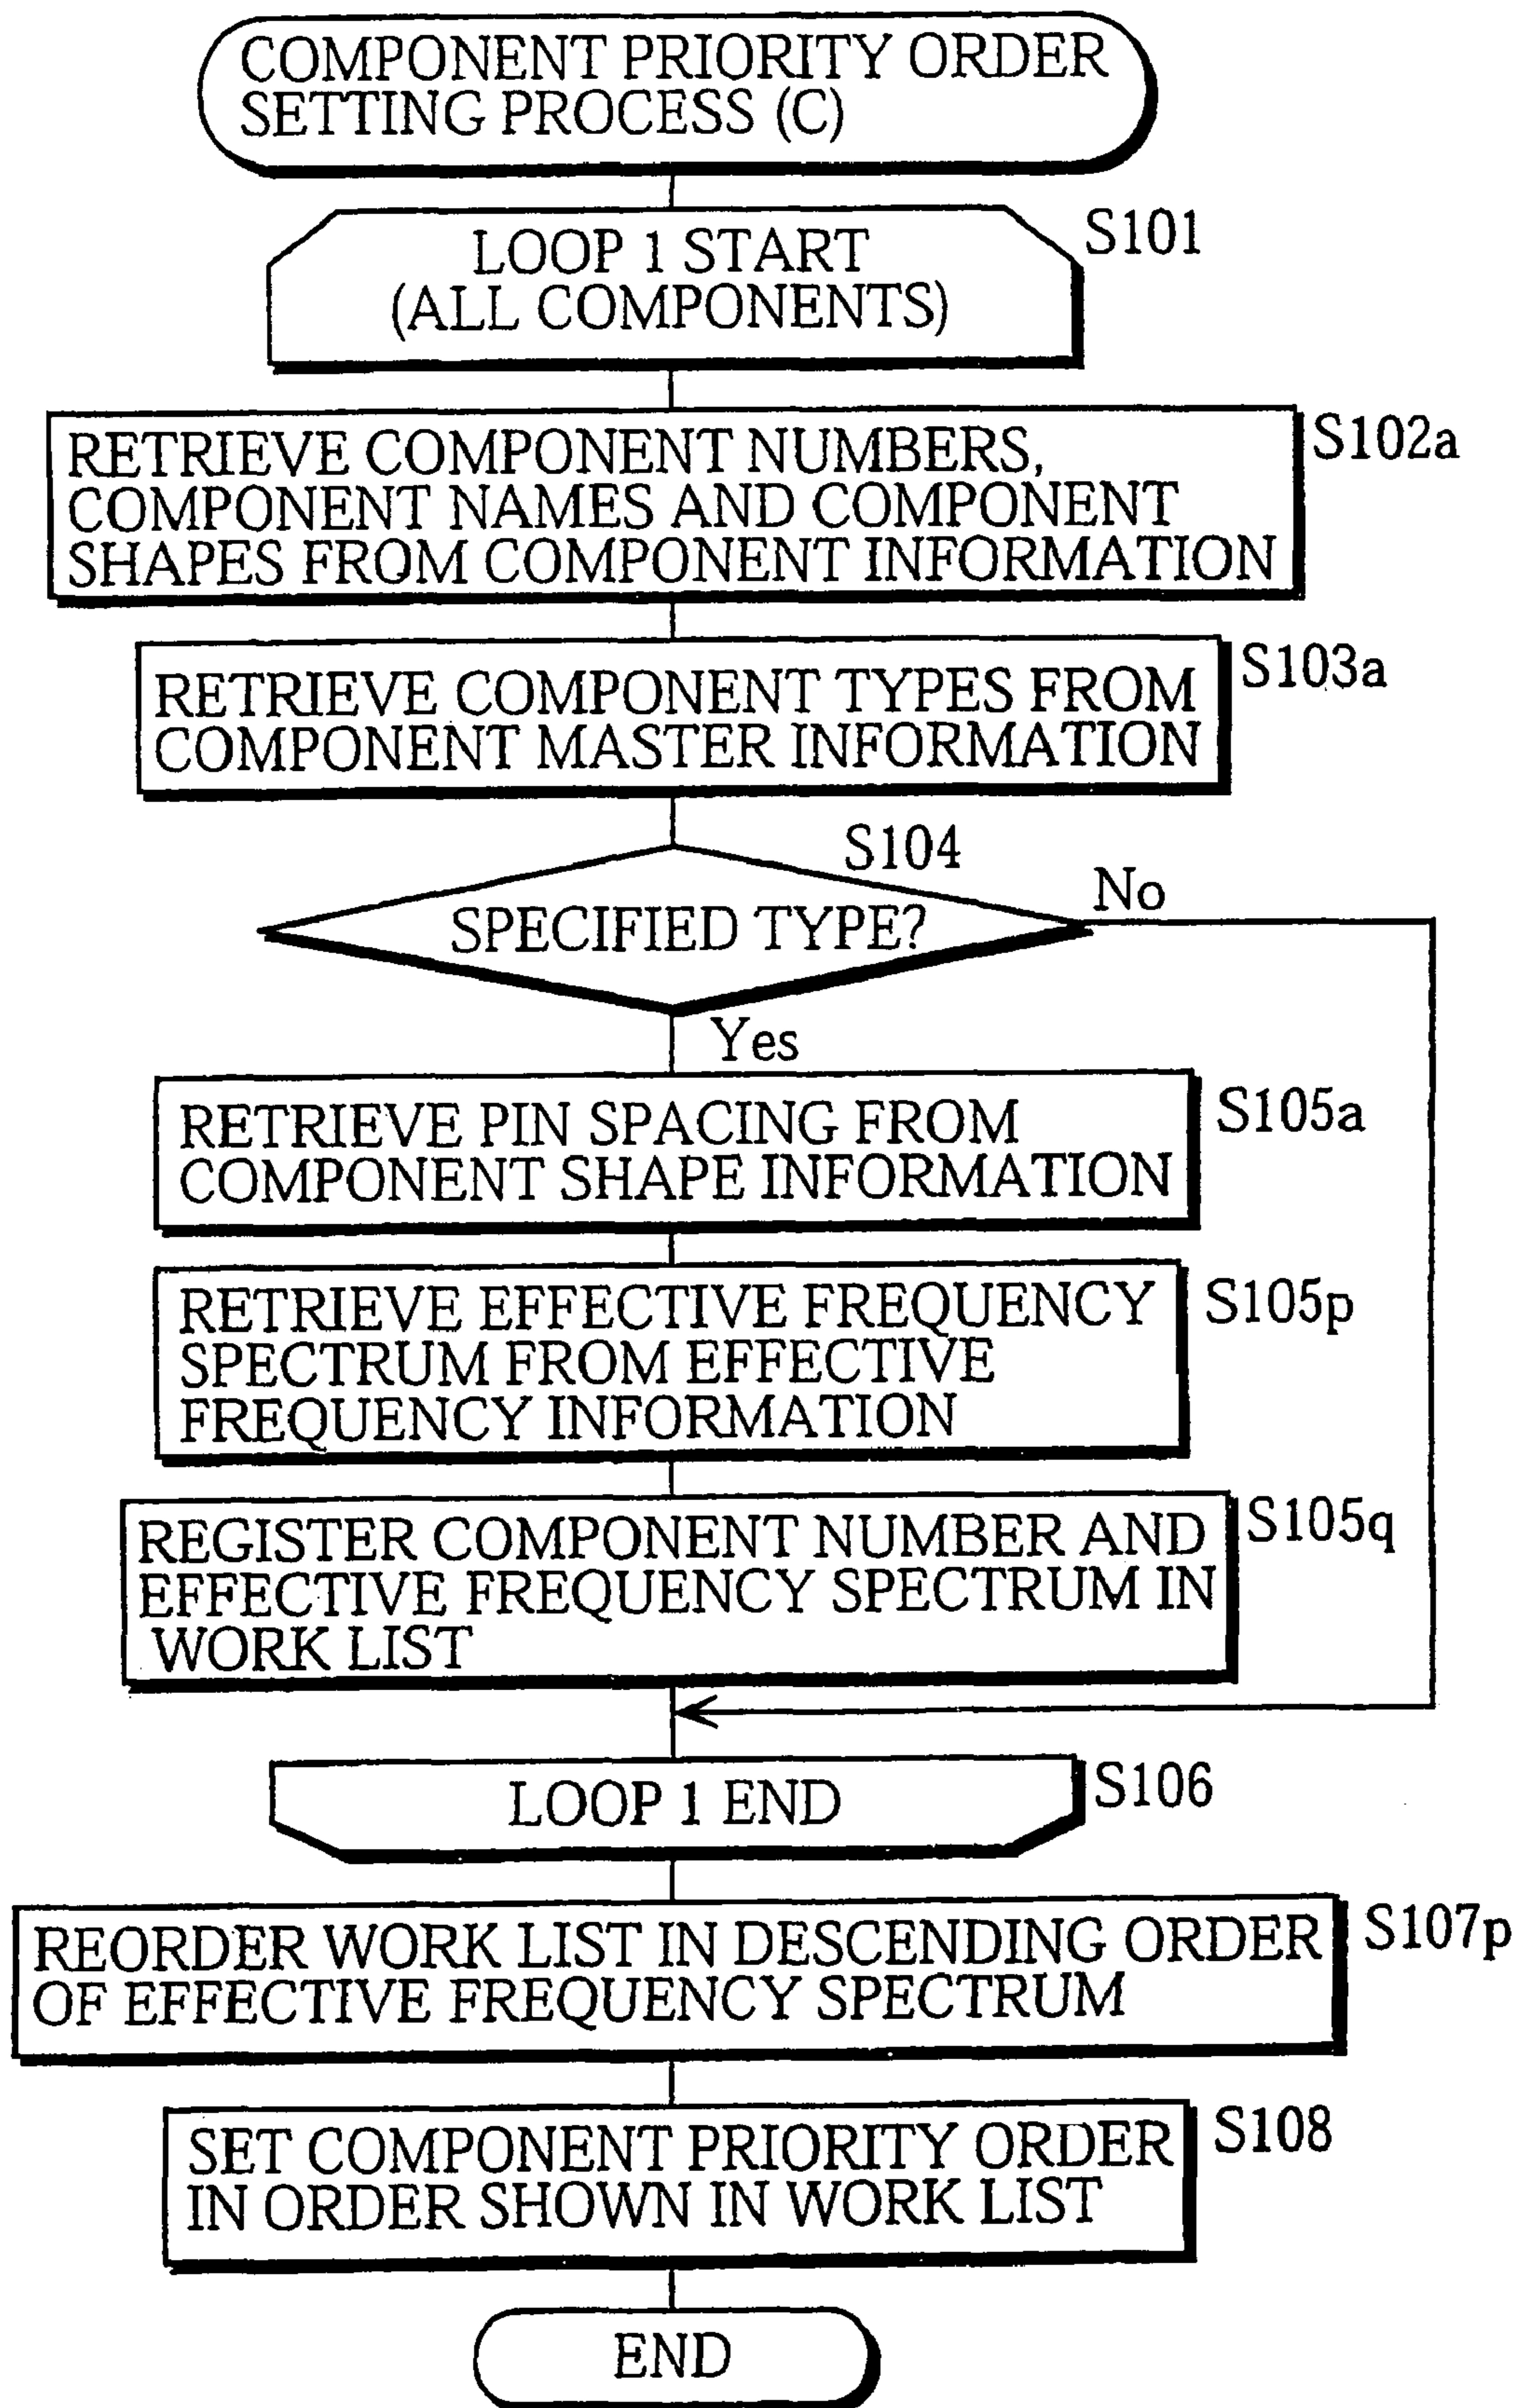 COMPONENT PRIORITY ORDER
SETTING PROCESS (C)
LOOP 1 START
(ALL COMPONENTS)
S101
RETRIEVE COMPONENT NUMBERS,
COMPONENT NAMES AND COMPONENT
SHAPES FROM COMPONENT INFORMATION
S102a
RETRIEVE COMPONENT TYPES FROM
COMPONENT MASTER INFORMATION
S103a
S104
SPECIFIED TYPE?
No
Yes
RETRIEVE PIN SPACING FROM
COMPONENT SHAPE INFORMATION
S105a
RETRIEVE EFFECTIVE FREQUENCY
SPECTRUM FROM EFFECTIVE
FREQUENCY INFORMATION
S105p
REGISTER COMPONENT NUMBER AND
EFFECTIVE FREQUENCY SPECTRUM IN
WORK LIST
S105q
LOOP 1 END
S106
REORDER WORK LIST IN DESCENDING ORDER
OF EFFECTIVE FREQUENCY SPECTRUM
S107p
SET COMPONENT PRIORITY ORDER
IN ORDER SHOWN IN WORK LIST
S108
END